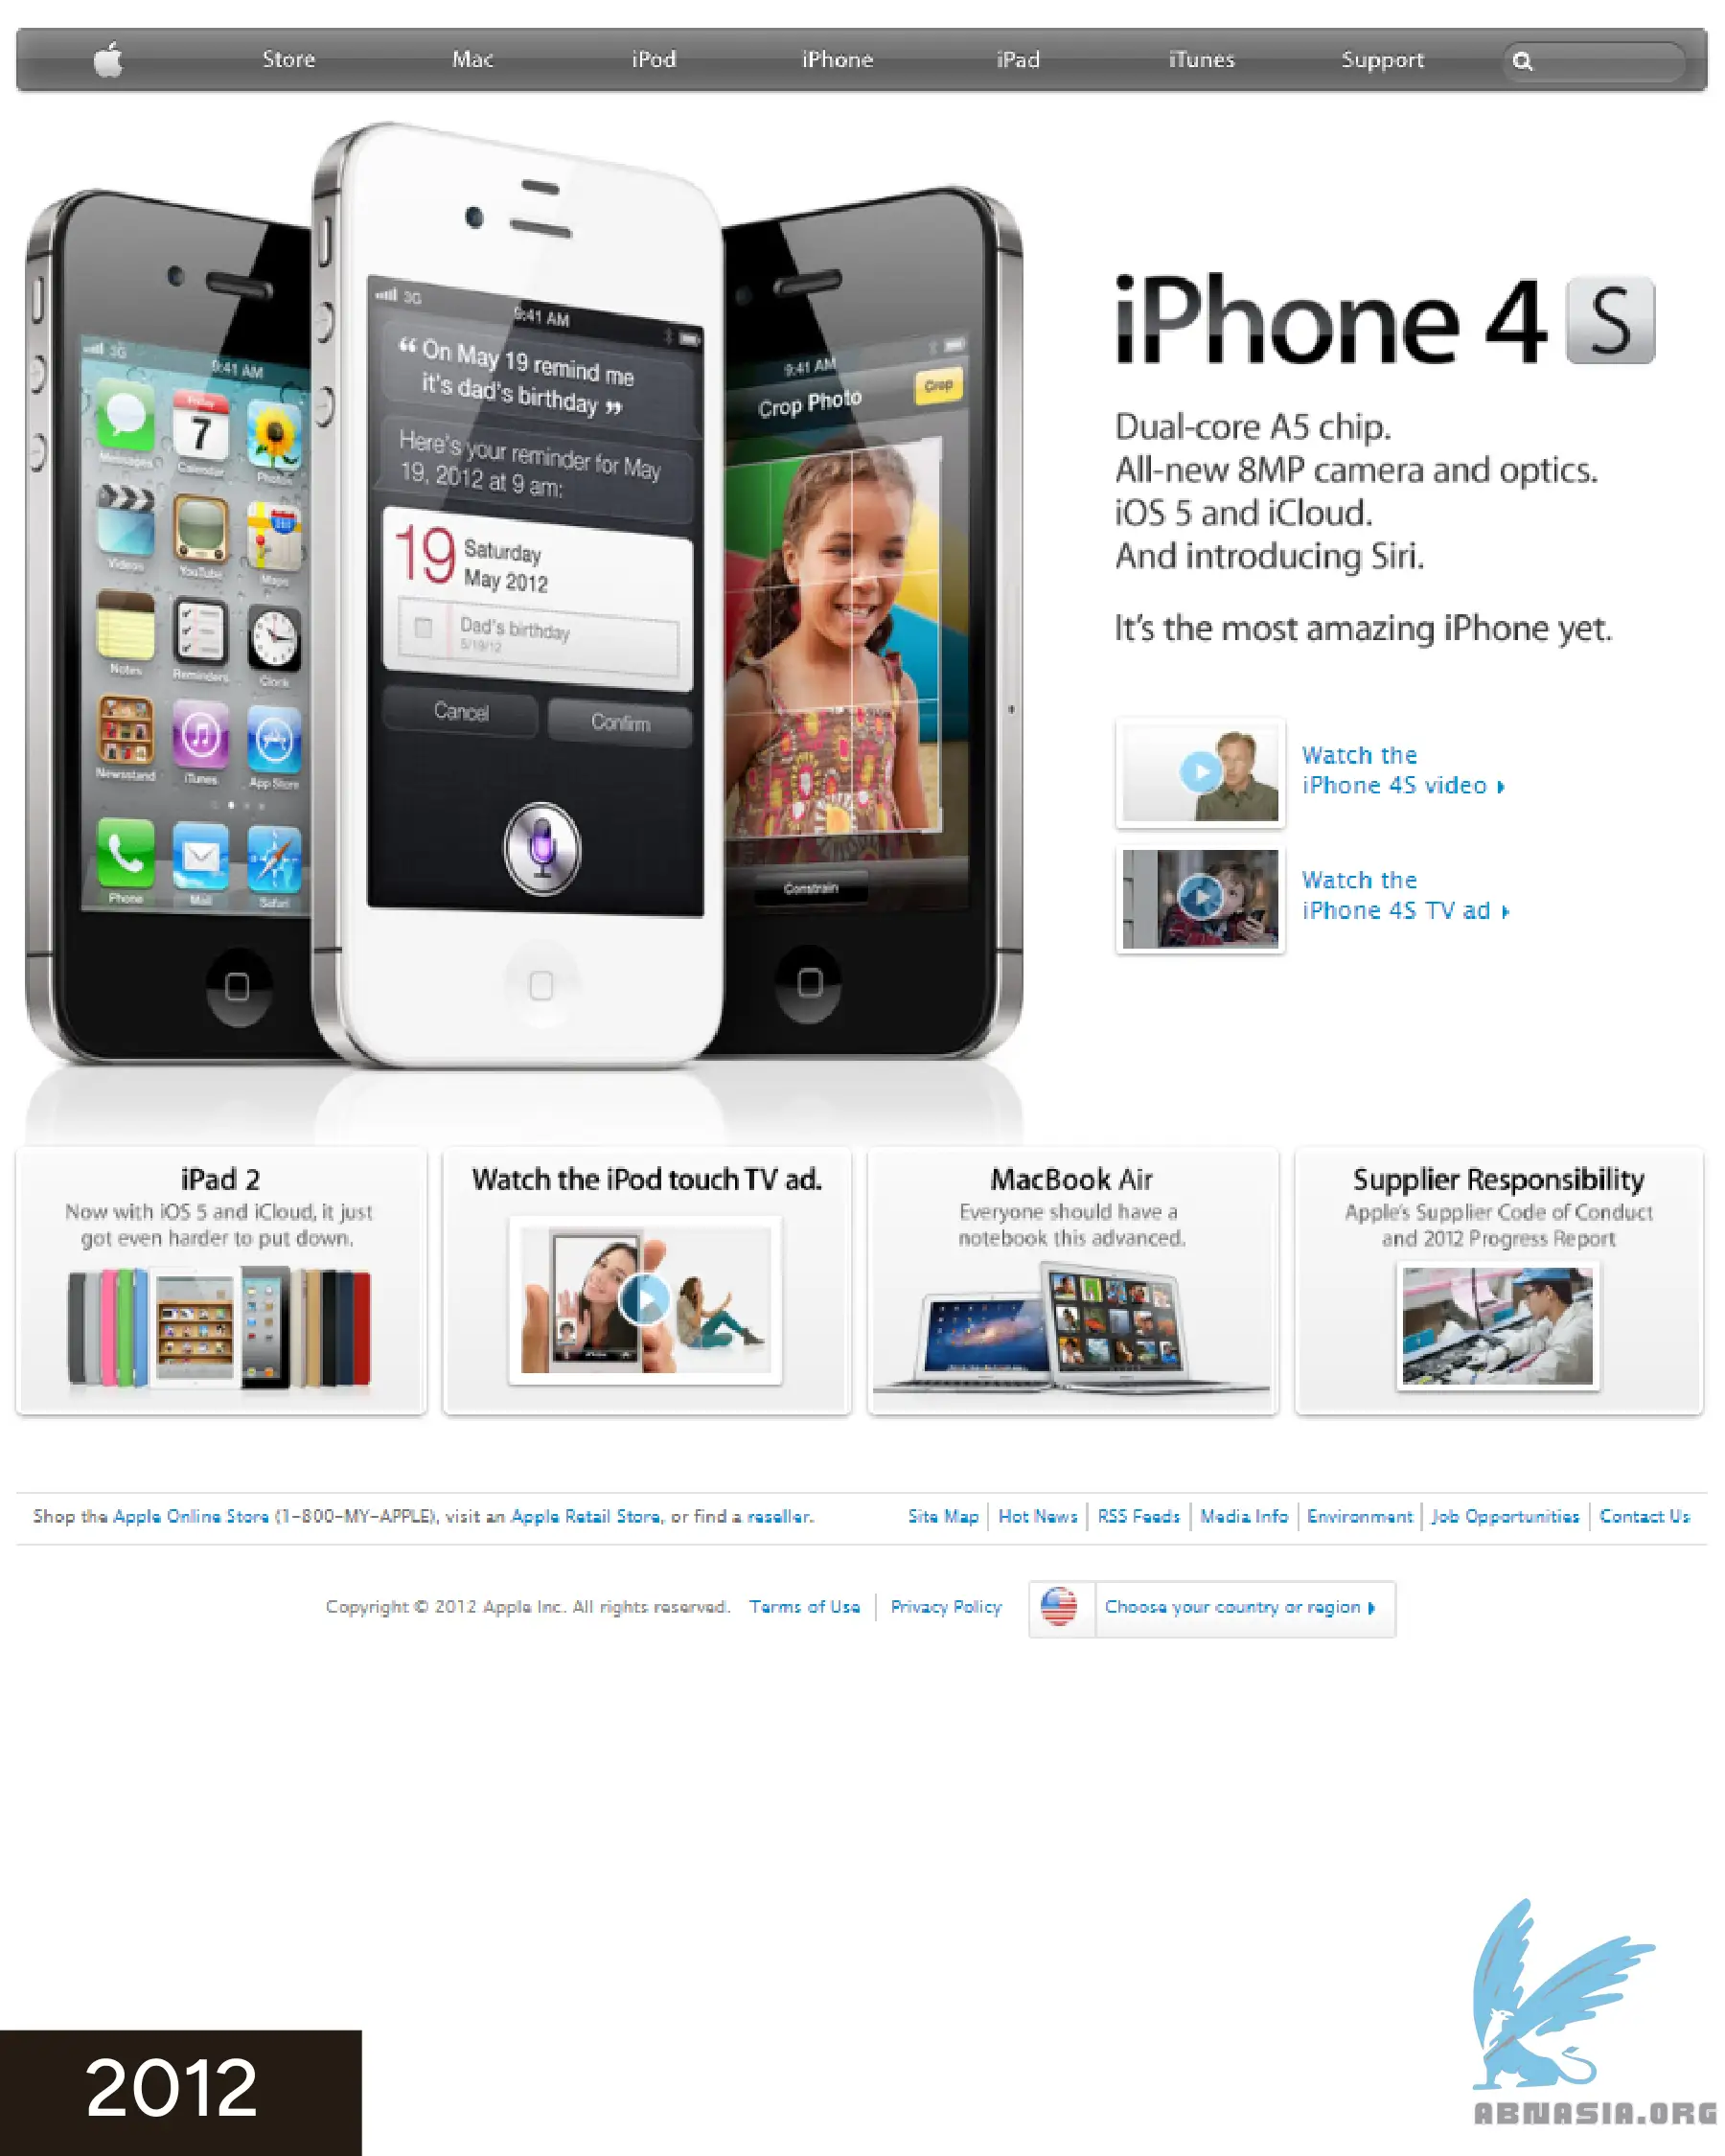 Store Mac iPod iPhone iPad iTunes Support
3G 9:41 AM
Messages Calendar Photos
Friday
7
Videos YouTube Maps
Notes Reminders Clock
Newsstand iTunes App Store
Phone Mail Safari
3G 9:41 AM
“ On May 19 remind me
it's dad's birthday ”
Here's your reminder for May
19, 2012 at 9 am:
19 Saturday
May 2012
Dad's birthday
5/19/12
Cancel Confirm
9:41 AM
Crop Photo Crop
Constrain
iPhone 4 S
Dual-core A5 chip.
All-new 8MP camera and optics.
iOS 5 and iCloud.
And introducing Siri.
It's the most amazing iPhone yet.
Watch the
iPhone 4S video
Watch the
iPhone 4S TV ad
iPad 2
Now with iOS 5 and iCloud, it just
got even harder to put down.
Watch the iPod touch TV ad.
MacBook Air
Everyone should have a
notebook this advanced.
Supplier Responsibility
Apple's Supplier Code of Conduct
and 2012 Progress Report
Shop the Apple Online Store (1-800-MY-APPLE), visit an Apple Retail Store, or find a reseller.
Site Map | Hot News | RSS Feeds | Media Info | Environment | Job Opportunities | Contact Us
Copyright © 2012 Apple Inc. All rights reserved. Terms of Use | Privacy Policy Choose your country or region
2012
ABNASIA.ORG